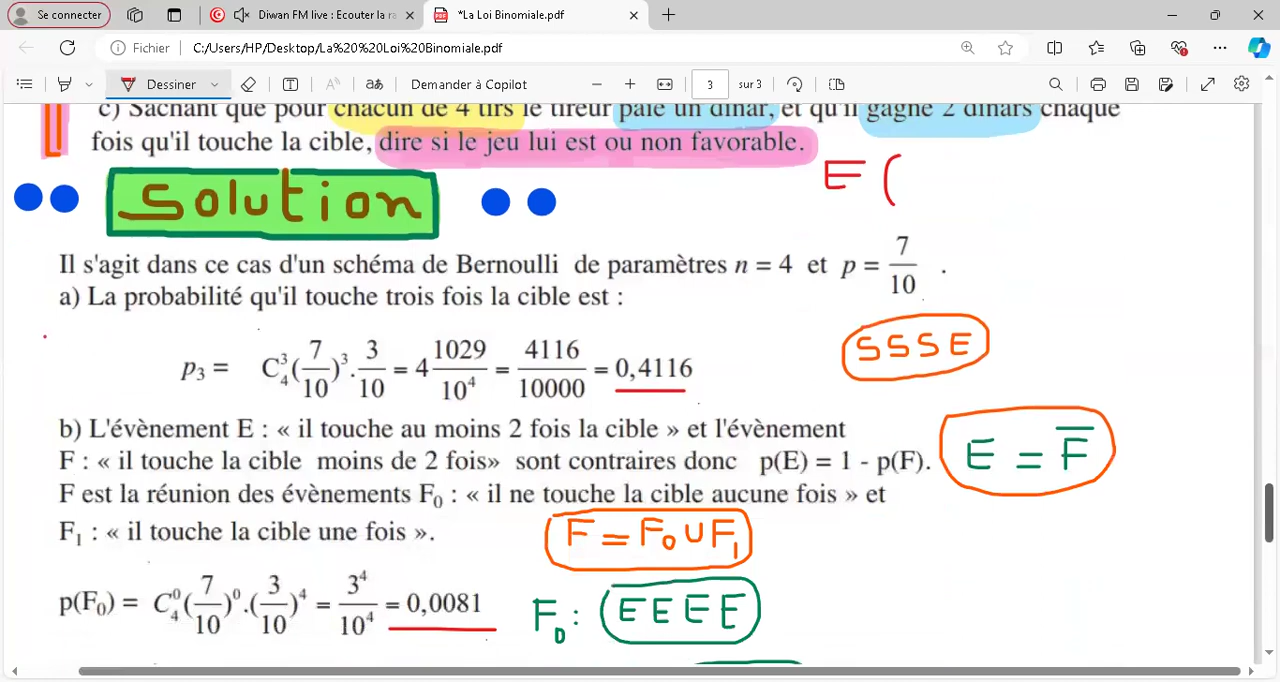 Se connecter
Diwan FM live : Ecouter la ra
*La Loi Binomiale.pdf
Fichier
C:/Users/HP/Desktop/La%20%20Loi%20Binomiale.pdf
Dessiner
Demander à Copilot
3 sur 3
c) Sachant que pour chacun de 4 tirs le tireur paie un dinar, et qu'il gagne 2 dinars chaque
fois qu'il touche la cible, dire si le jeu lui est ou non favorable.
E (
Solution
Il s'agit dans ce cas d'un schéma de Bernoulli de paramètres n = 4 et p = 7/10 .
a) La probabilité qu'il touche trois fois la cible est :
SSSE
p₃ = C₄³(7/10)³.3/10 = 4 1029/10⁴ = 4116/10000 = 0,4116
b) L'évènement E : « il touche au moins 2 fois la cible » et l'évènement
F : « il touche la cible moins de 2 fois» sont contraires donc p(E) = 1 - p(F).
E = F̅
F est la réunion des évènements F₀ : « il ne touche la cible aucune fois » et
F₁ : « il touche la cible une fois ».
F = F₀ ∪ F₁
p(F₀) = C₄⁰(7/10)⁰.(3/10)⁴ = 3⁴/10⁴ = 0,0081
F₀ : EEEE